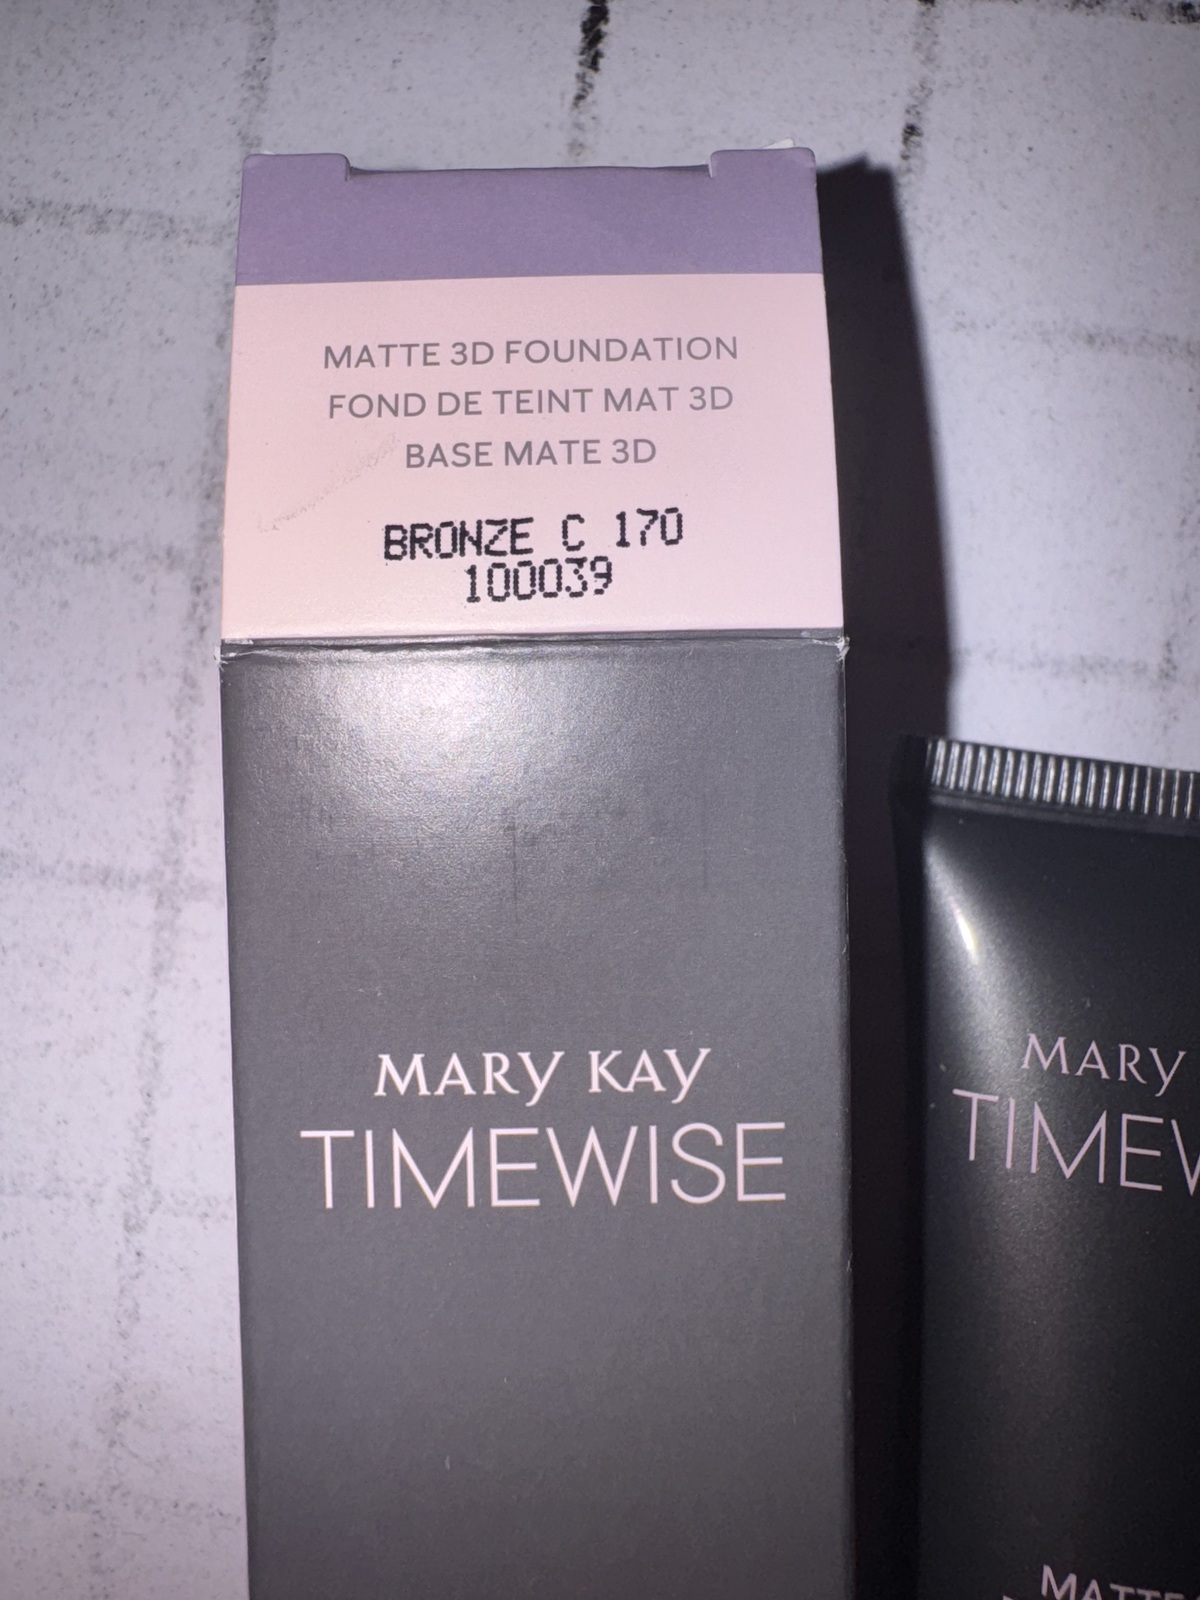 MATTE 3D FOUNDATION
FOND DE TEINT MAT 3D
BASE MATE 3D
BRONZE C 170
100039
MARY KAY
TIMEWISE
MARY
TIMEW
MATTE